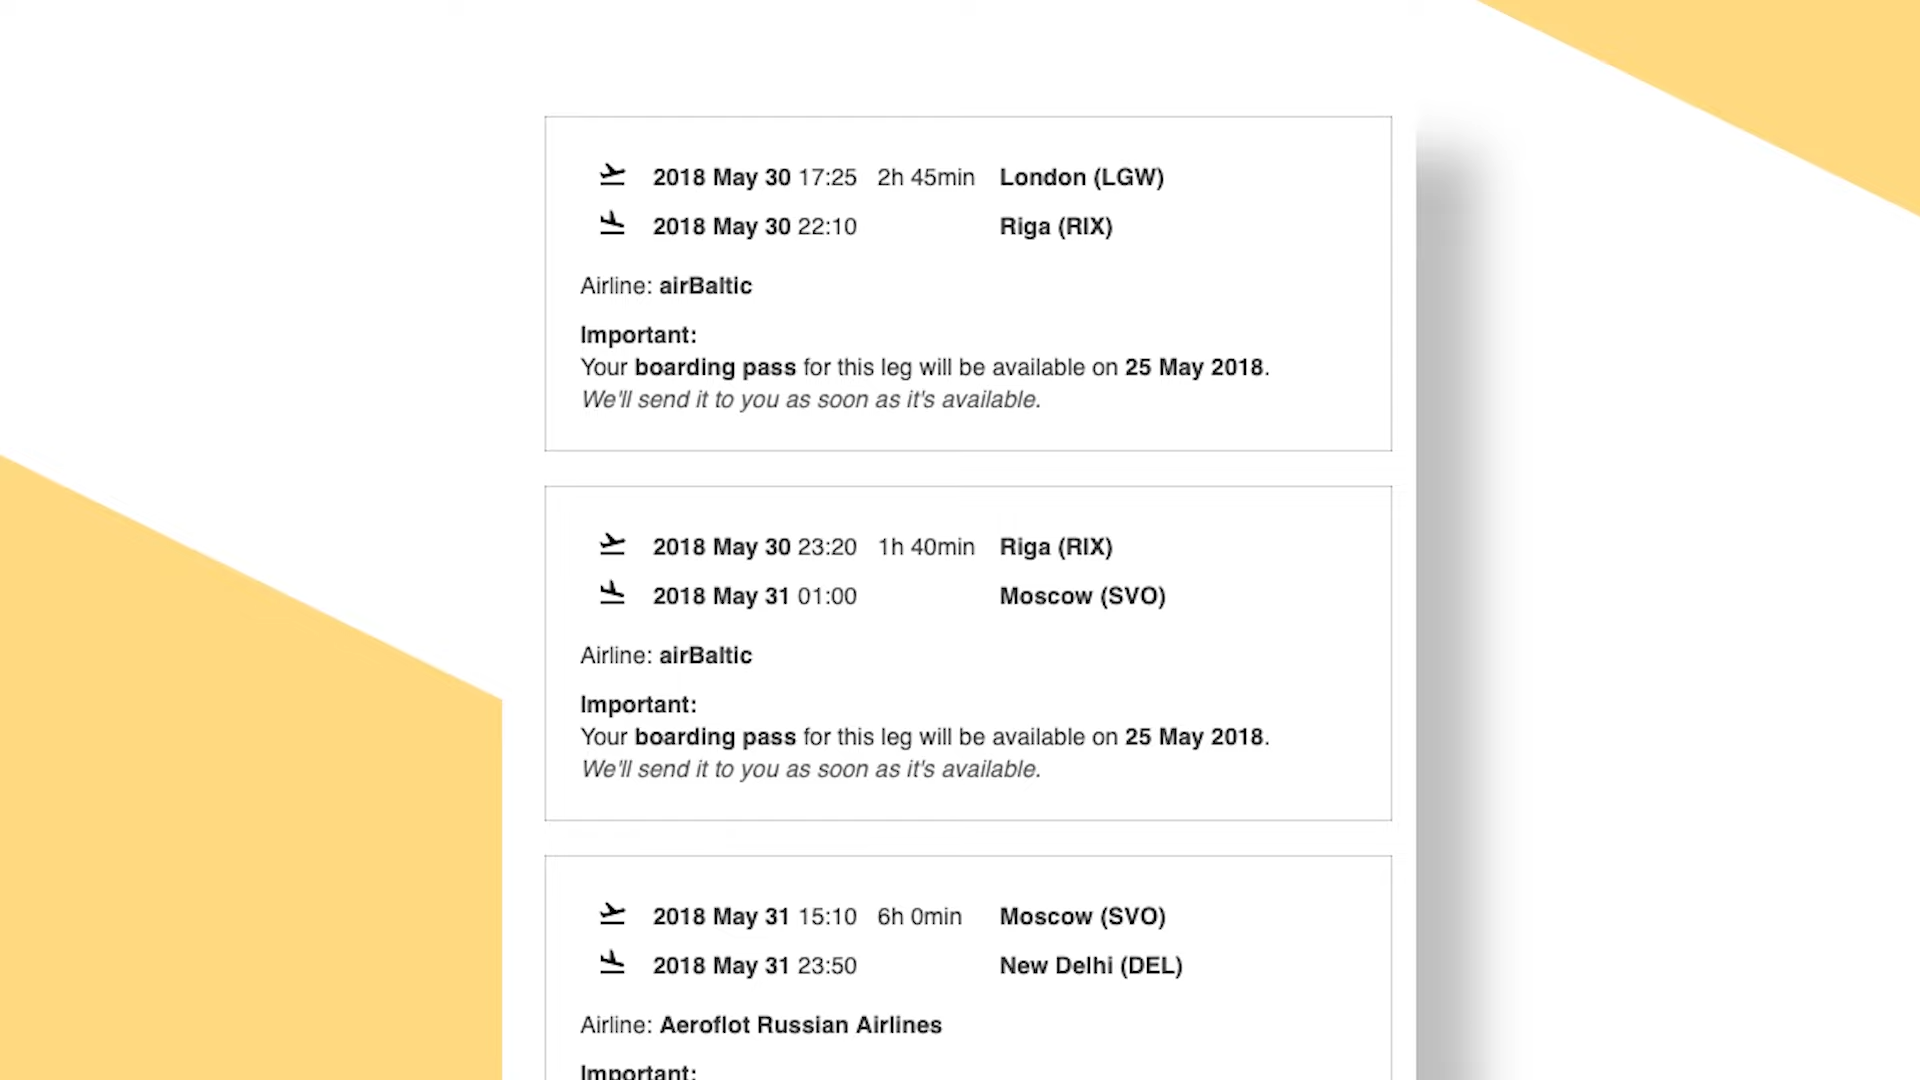 2018 May 30 17:25 2h 45min London (LGW)
2018 May 30 22:10 Riga (RIX)
Airline: airBaltic
Important:
Your boarding pass for this leg will be available on 25 May 2018.
We'll send it to you as soon as it's available.
2018 May 30 23:20 1h 40min Riga (RIX)
2018 May 31 01:00 Moscow (SVO)
Airline: airBaltic
Important:
Your boarding pass for this leg will be available on 25 May 2018.
We'll send it to you as soon as it's available.
2018 May 31 15:10 6h 0min Moscow (SVO)
2018 May 31 23:50 New Delhi (DEL)
Airline: Aeroflot Russian Airlines
Important: